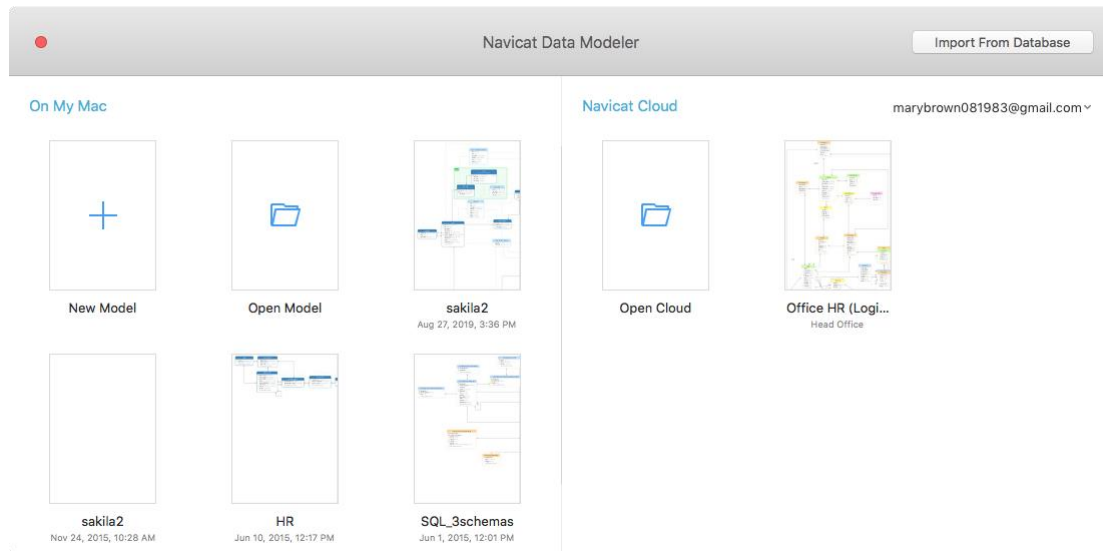 Navicat Data Modeler
Import From Database
On My Mac
Navicat Cloud
marybrown081983@gmail.com
New Model
Open Model
sakila2
Aug 27, 2019, 3:36 PM
Open Cloud
Office HR (Logi...
Head Office
sakila2
Nov 24, 2015, 10:28 AM
HR
Jun 10, 2015, 12:17 PM
SQL_3schemas
Jun 1, 2015, 12:01 PM